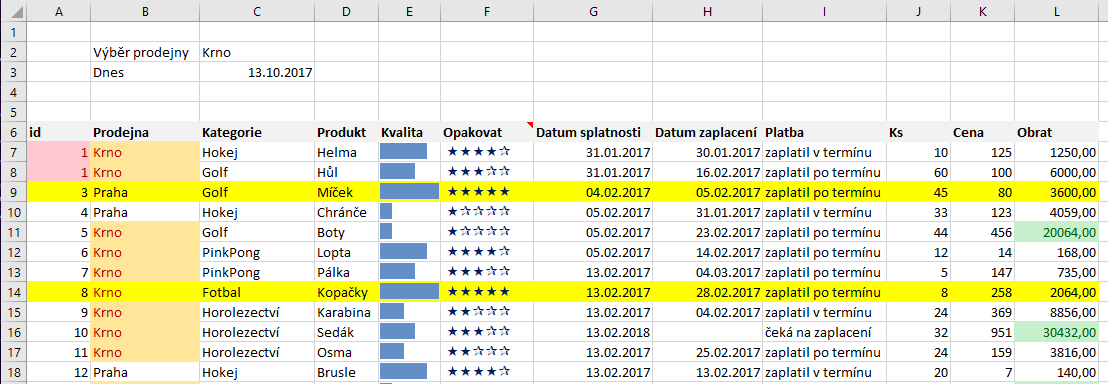 A B C D E F G H I J K L
1
2 Výběr prodejny Krno
3 Dnes 13.10.2017
4
5
6 id Prodejna Kategorie Produkt Kvalita Opakovat Datum splatnosti Datum zaplacení Platba Ks Cena Obrat
7 1 Krno Hokej Helma ★★★★☆ 31.01.2017 30.01.2017 zaplatil v termínu 10 125 1250,00
8 1 Krno Golf Hůl ★★★☆☆ 31.01.2017 16.02.2017 zaplatil po termínu 60 100 6000,00
9 3 Praha Golf Míček ★★★★★ 04.02.2017 05.02.2017 zaplatil po termínu 45 80 3600,00
10 4 Praha Hokej Chrániče ★☆☆☆☆ 05.02.2017 31.01.2017 zaplatil v termínu 33 123 4059,00
11 5 Krno Golf Boty ★☆☆☆☆ 05.02.2017 23.02.2017 zaplatil po termínu 44 456 20064,00
12 6 Krno PinkPong Lopta ★★★★☆ 05.02.2017 14.02.2017 zaplatil po termínu 12 14 168,00
13 7 Krno PinkPong Pálka ★★★☆☆ 13.02.2017 04.03.2017 zaplatil po termínu 5 147 735,00
14 8 Krno Fotbal Kopačky ★★★★★ 13.02.2017 28.02.2017 zaplatil po termínu 8 258 2064,00
15 9 Krno Horolezectví Karabina ★★☆☆☆ 13.02.2017 04.02.2017 zaplatil v termínu 24 369 8856,00
16 10 Krno Horolezectví Sedák ★★★☆☆ 13.02.2018 čeká na zaplacení 32 951 30432,00
17 11 Krno Horolezectví Osma ★★☆☆☆ 13.02.2017 25.02.2017 zaplatil po termínu 24 159 3816,00
18 12 Praha Hokej Brusle ★★★★☆ 13.02.2017 13.02.2017 zaplatil v termínu 20 7 140,00